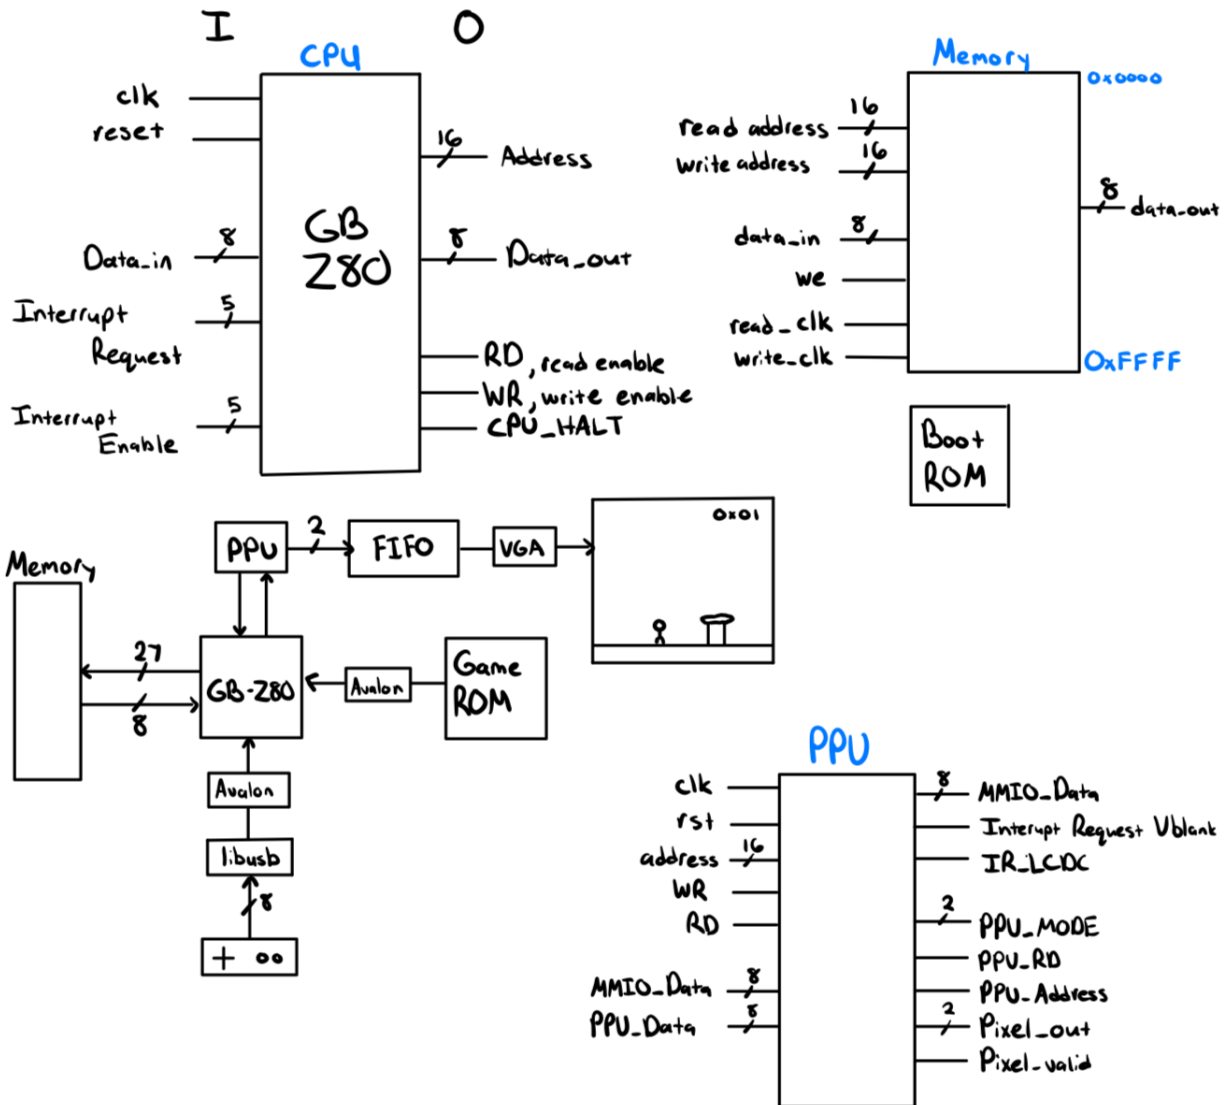 I O
CPU
clk
reset
Data_in
8
Interrupt
Request
5
Interrupt
Enable
5
GB
Z80
16
Address
8
Data_out
RD, read enable
WR, write enable
CPU_HALT
Memory
0x0000
16
read address
16
write address
8
data_in
we
read_clk
write_clk
8
data_out
0xFFFF
Boot
ROM
Memory
27
8
PPU
2
FIFO
VGA
0x01
GB-Z80
Avalon
Game
ROM
Avalon
libusb
8
+ oo
PPU
clk
rst
16
address
WR
RD
8
MMIO_Data
8
PPU_Data
8
MMIO_Data
Interupt Request Vblank
IR_LCDC
2
PPU_MODE
PPU_RD
PPU_Address
2
Pixel_out
Pixel_valid